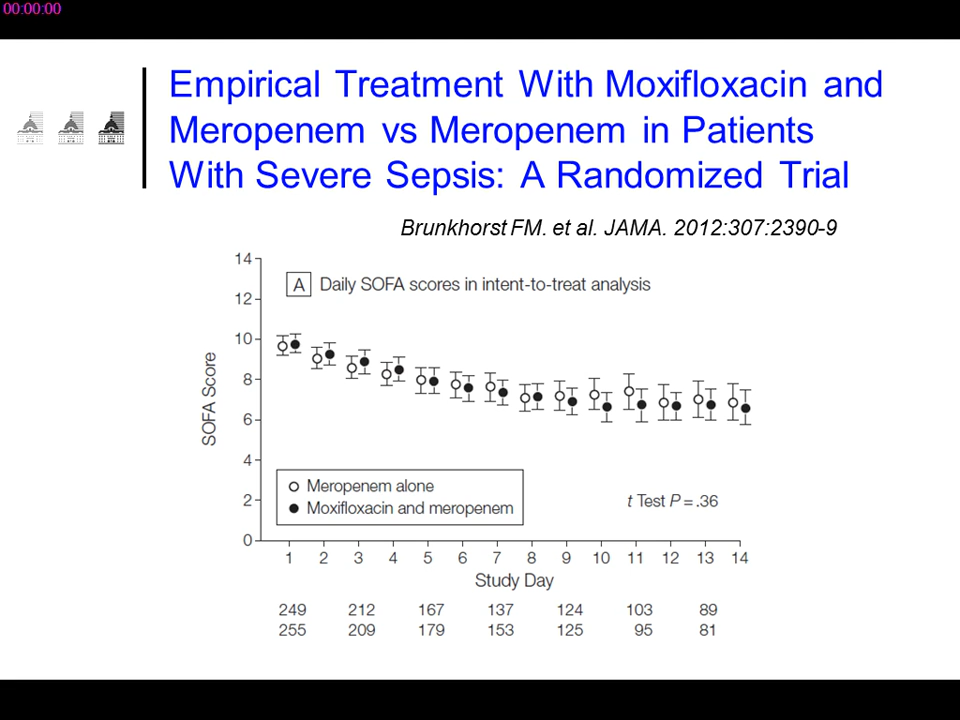 00:00:00
Empirical Treatment With Moxifloxacin and
Meropenem vs Meropenem in Patients
With Severe Sepsis: A Randomized Trial
Brunkhorst FM. et al. JAMA. 2012:307:2390-9
A Daily SOFA scores in intent-to-treat analysis
SOFA Score
14
12
10
8
6
4
2
0
Meropenem alone
Moxifloxacin and meropenem
t Test P = .36
1 2 3 4 5 6 7 8 9 10 11 12 13 14
Study Day
249 212 167 137 124 103 89
255 209 179 153 125 95 81